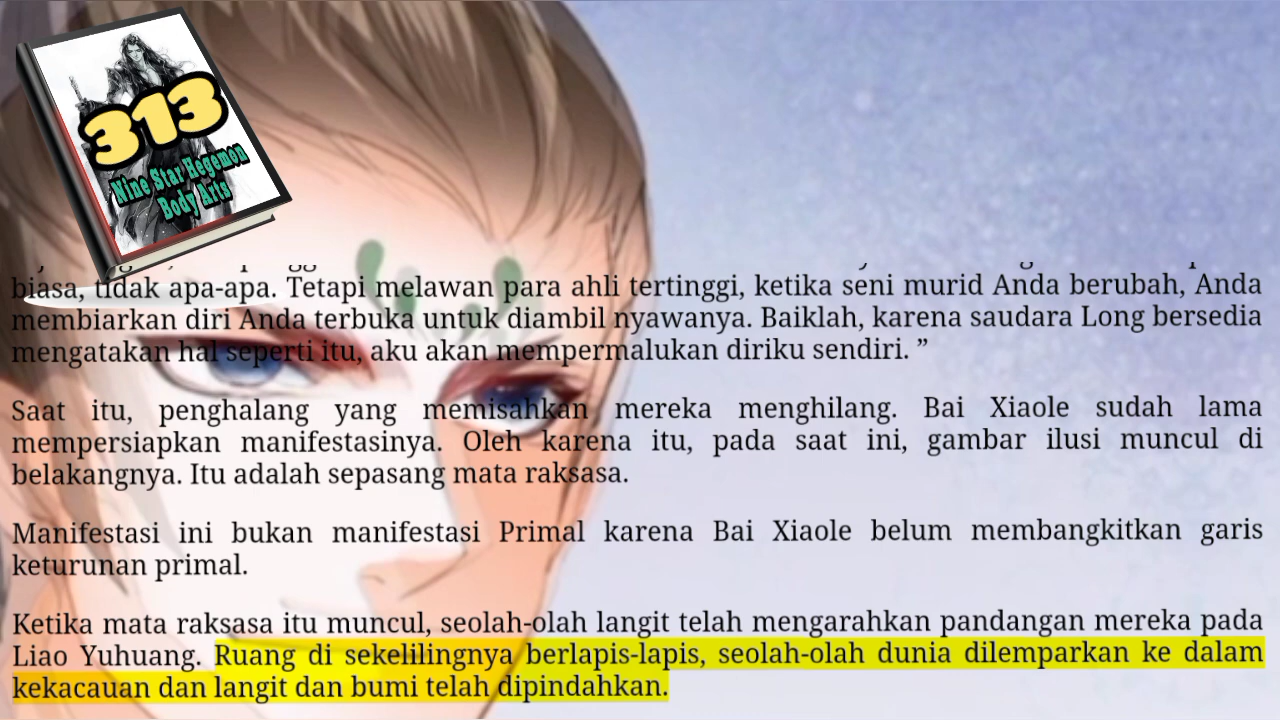 313
Nine Star Hegemon
Body Arts
biasa, tidak apa-apa. Tetapi melawan para ahli tertinggi, ketika seni murid Anda berubah, Anda
membiarkan diri Anda terbuka untuk diambil nyawanya. Baiklah, karena saudara Long bersedia
mengatakan hal seperti itu, aku akan mempermalukan diriku sendiri. ”
Saat itu, penghalang yang memisahkan mereka menghilang. Bai Xiaole sudah lama
mempersiapkan manifestasinya. Oleh karena itu, pada saat ini, gambar ilusi muncul di
belakangnya. Itu adalah sepasang mata raksasa.
Manifestasi ini bukan manifestasi Primal karena Bai Xiaole belum membangkitkan garis
keturunan primal.
Ketika mata raksasa itu muncul, seolah-olah langit telah mengarahkan pandangan mereka pada
Liao Yuhuang. Ruang di sekelilingnya berlapis-lapis, seolah-olah dunia dilemparkan ke dalam
kekacauan dan langit dan bumi telah dipindahkan.